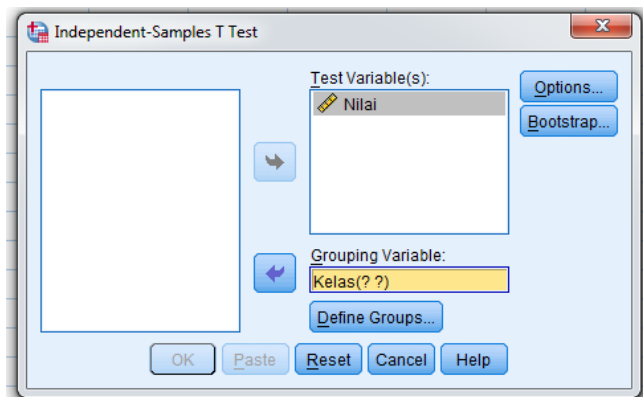 Independent-Samples T Test
Test Variable(s):
Nilai
Options...
Bootstrap...
Grouping Variable:
Kelas(? ?)
Define Groups...
OK Paste Reset Cancel Help